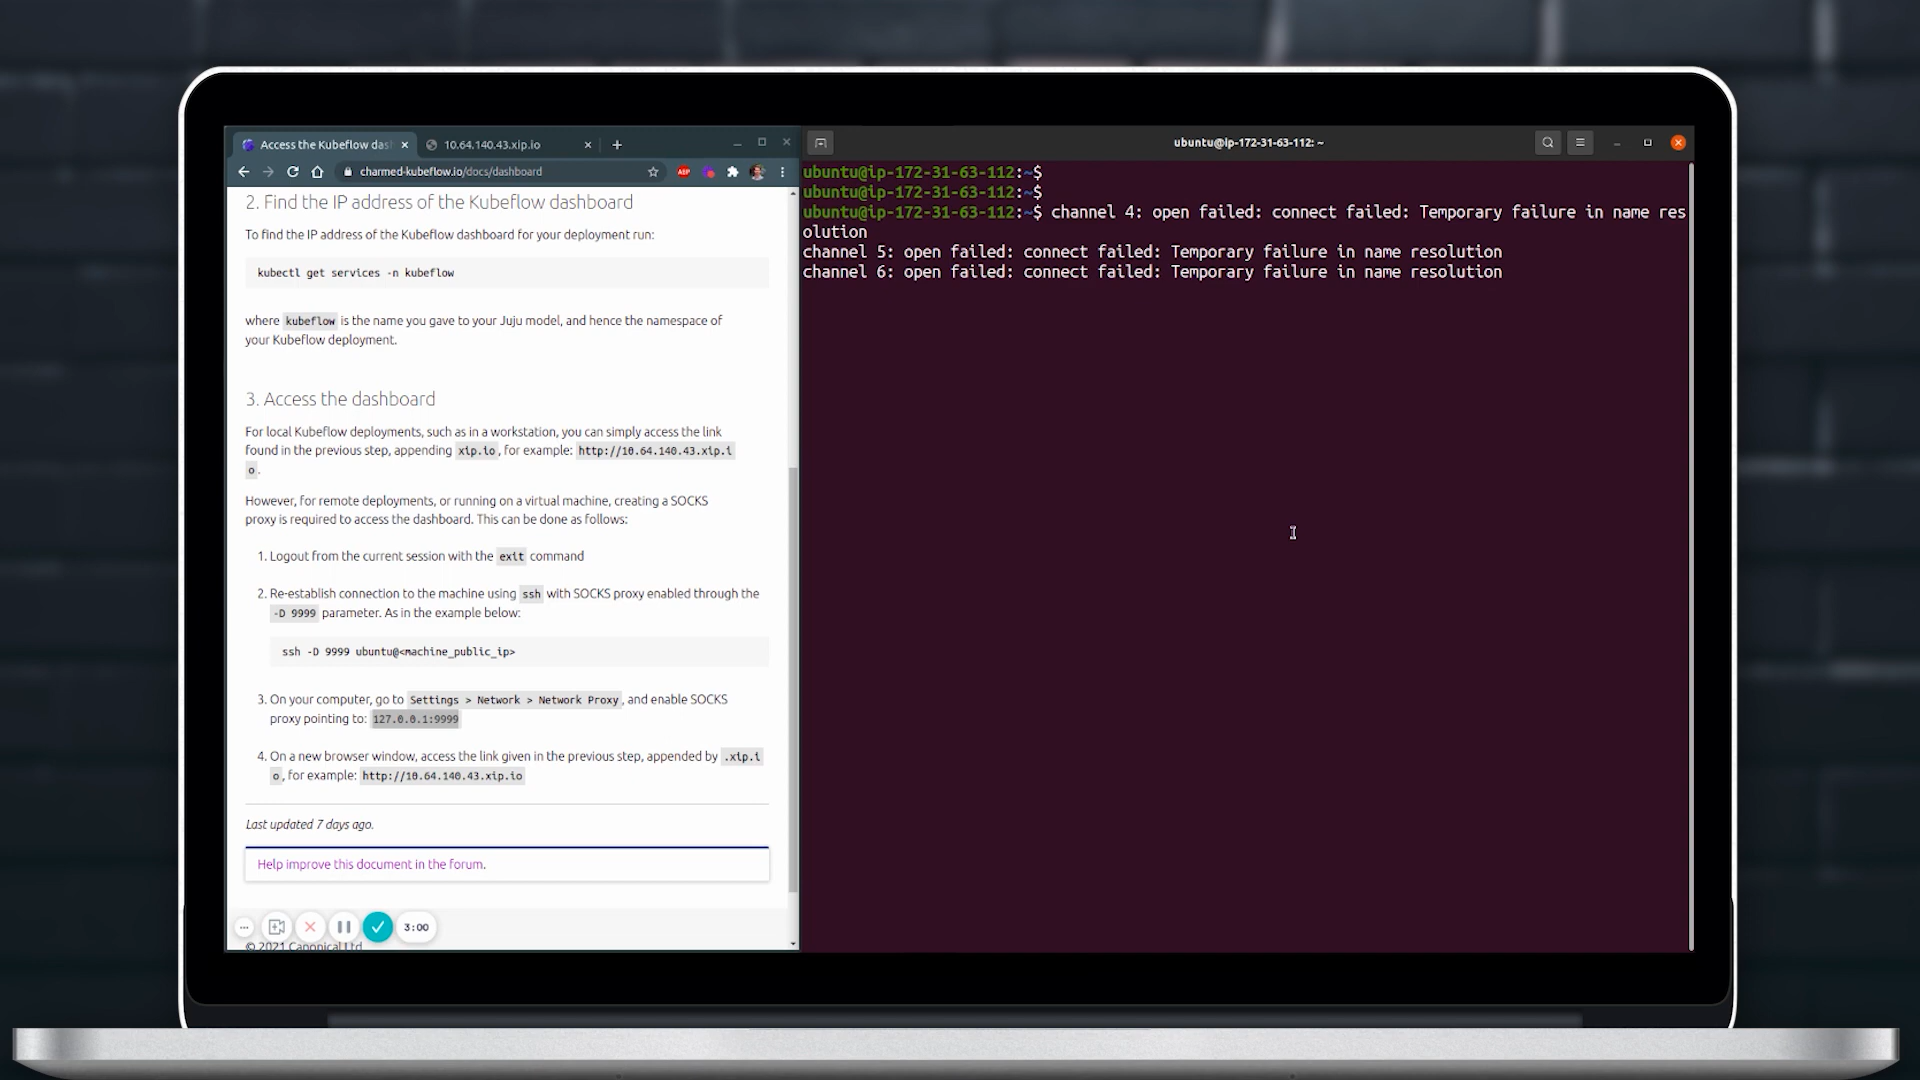 Access the Kubeflow das
10.64.140.43.xip.io
charmed-kubeflow.io/docs/dashboard
ABP
2. Find the IP address of the Kubeflow dashboard
To find the IP address of the Kubeflow dashboard for your deployment run:
kubectl get services -n kubeflow
where kubeflow is the name you gave to your Juju model, and hence the namespace of
your Kubeflow deployment.
3. Access the dashboard
For local Kubeflow deployments, such as in a workstation, you can simply access the link
found in the previous step, appending xip.io, for example: http://10.64.140.43.xip.i
o.
However, for remote deployments, or running on a virtual machine, creating a SOCKS
proxy is required to access the dashboard. This can be done as follows:
1. Logout from the current session with the exit command
2. Re-establish connection to the machine using ssh with SOCKS proxy enabled through the
-D 9999 parameter. As in the example below:
ssh -D 9999 ubuntu@<machine_public_ip>
3. On your computer, go to Settings > Network > Network Proxy, and enable SOCKS
proxy pointing to: 127.0.0.1:9999
4. On a new browser window, access the link given in the previous step, appended by .xip.i
o, for example: http://10.64.140.43.xip.io
Last updated 7 days ago.
Help improve this document in the forum.
3:00
© 2021 Canonical Ltd
ubuntu@ip-172-31-63-112: ~
ubuntu@ip-172-31-63-112:~$
ubuntu@ip-172-31-63-112:~$
ubuntu@ip-172-31-63-112:~$ channel 4: open failed: connect failed: Temporary failure in name res
olution
channel 5: open failed: connect failed: Temporary failure in name resolution
channel 6: open failed: connect failed: Temporary failure in name resolution